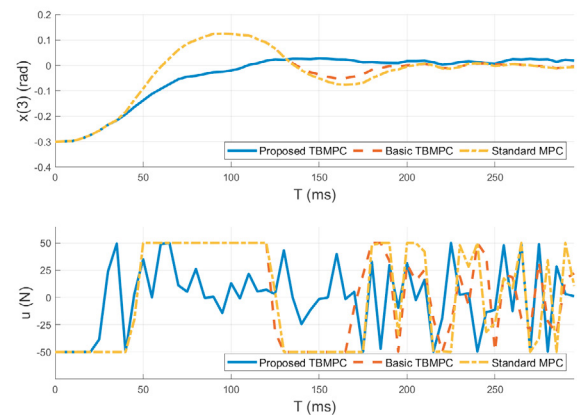 0.2
0.1
0
-0.1
-0.2
-0.3
-0.4
x(3) (rad)
Proposed TBMPC Basic TBMPC Standard MPC
0 50 100 150 200 250
T (ms)
50
25
0
-25
-50
u (N)
Proposed TBMPC Basic TBMPC Standard MPC
0 50 100 150 200 250
T (ms)